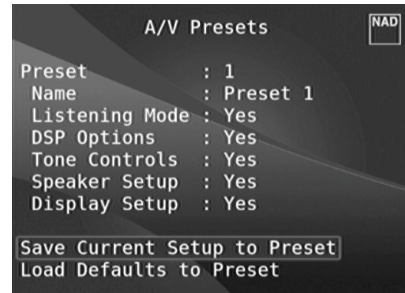 A/V Presets
NAD
Preset : 1
Name : Preset 1
Listening Mode : Yes
DSP Options : Yes
Tone Controls : Yes
Speaker Setup : Yes
Display Setup : Yes
Save Current Setup to Preset
Load Defaults to Preset